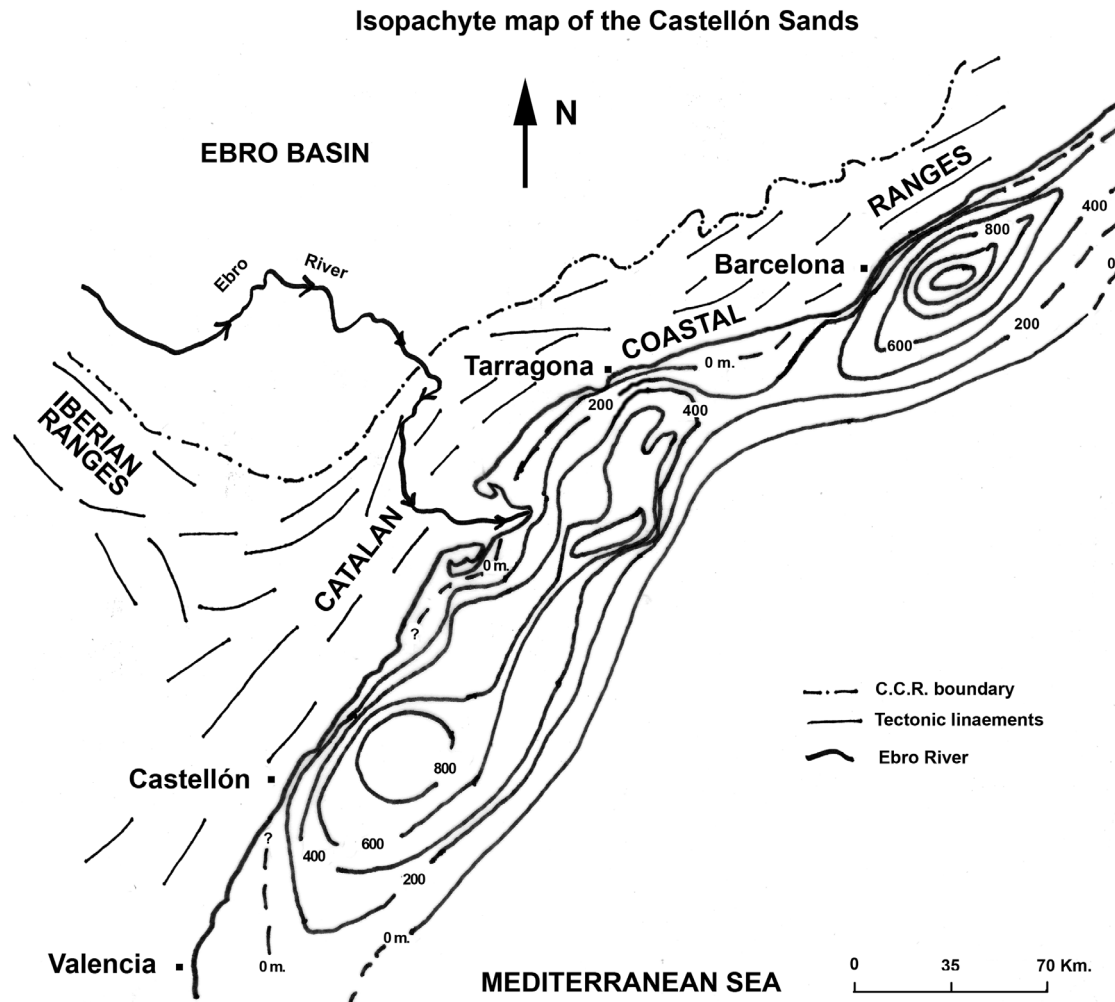 Isopachyte map of the Castellón Sands
N
EBRO BASIN
RANGES
400
800
0
Barcelona
Ebro
River
200
600
COASTAL
0 m.
Tarragona
200
400
IBERIAN
RANGES
CATALAN
0 m.
?
C.C.R. boundary
Tectonic linaements
Ebro River
Castellón
800
?
600
400
200
0 m.
Valencia
0 m.
MEDITERRANEAN SEA
0 35 70 Km.